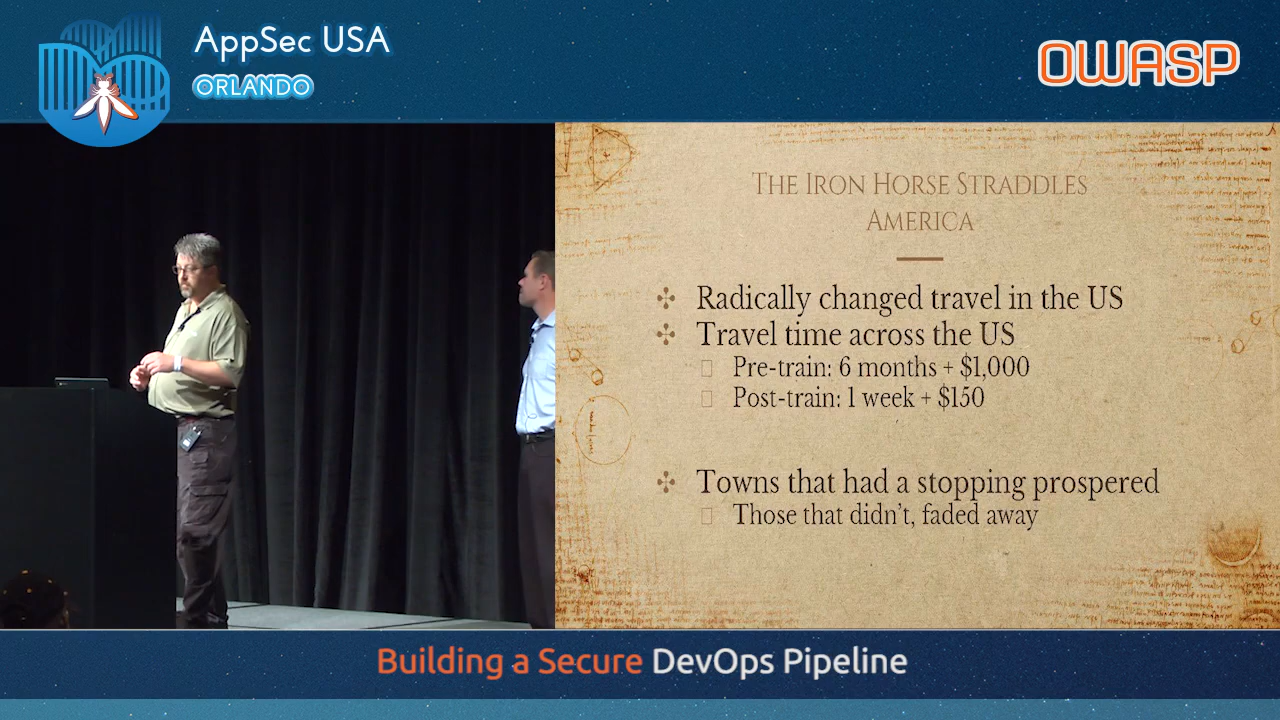 AppSec USA
ORLANDO
OWASP
THE IRON HORSE STRADDLES
AMERICA
Radically changed travel in the US
Travel time across the US
Pre-train: 6 months + $1,000
Post-train: 1 week + $150
Towns that had a stopping prospered
Those that didn't, faded away
Building a Secure DevOps Pipeline